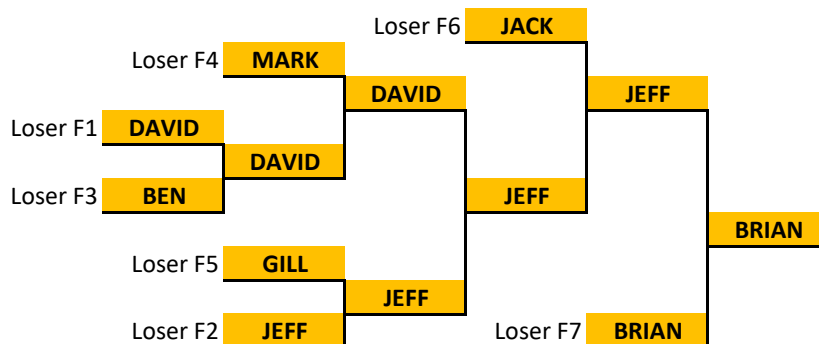 Loser F6 JACK
Loser F4 MARK
DAVID JEFF
Loser F1 DAVID
DAVID
Loser F3 BEN JEFF
BRIAN
Loser F5 GILL
JEFF
Loser F2 JEFF Loser F7 BRIAN